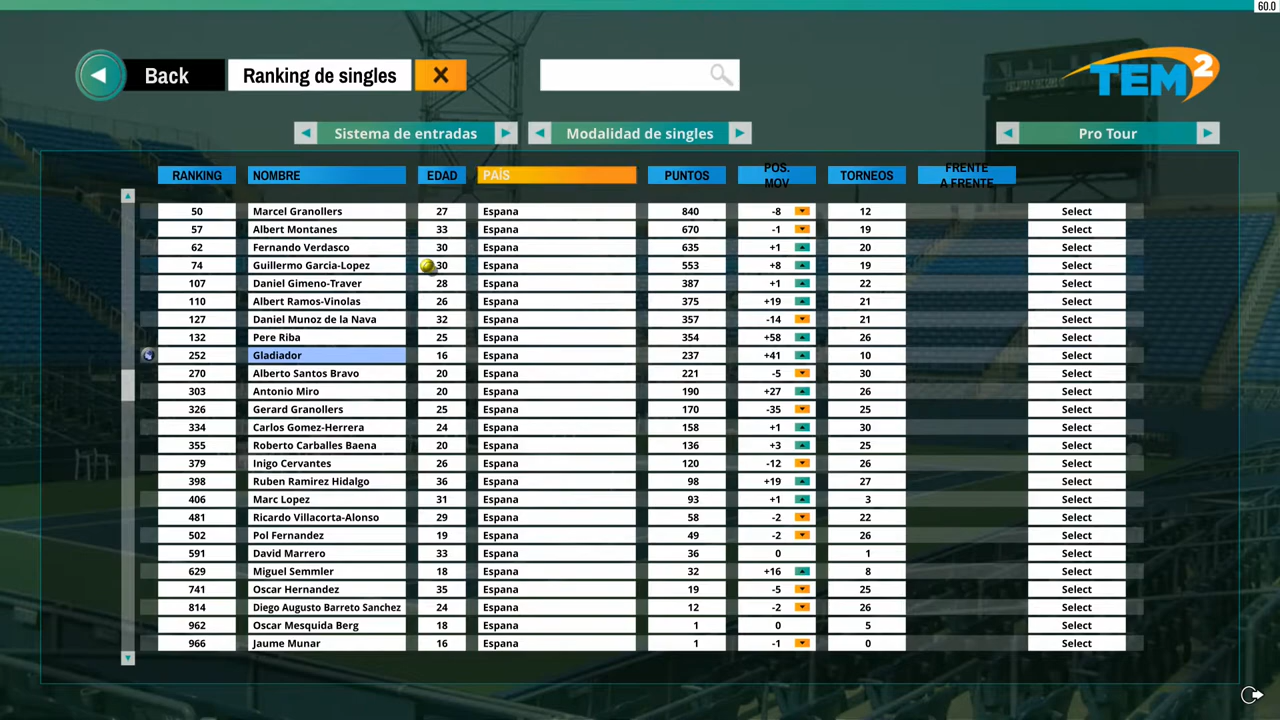 60.0
Back Ranking de singles X
TEM2
Sistema de entradas Modalidad de singles Pro Tour
RANKING NOMBRE EDAD PAÍS PUNTOS POS. MOV TORNEOS FRENTE A FRENTE
50 Marcel Granollers 27 Espana 840 -8 12 Select
57 Albert Montanes 33 Espana 670 -1 19 Select
62 Fernando Verdasco 30 Espana 635 +1 20 Select
74 Guillermo Garcia-Lopez 30 Espana 553 +8 19 Select
107 Daniel Gimeno-Traver 28 Espana 387 +1 22 Select
110 Albert Ramos-Vinolas 26 Espana 375 +19 21 Select
127 Daniel Munoz de la Nava 32 Espana 357 -14 21 Select
132 Pere Riba 25 Espana 354 +58 26 Select
252 Gladiador 16 Espana 237 +41 10 Select
270 Alberto Santos Bravo 20 Espana 221 -5 30 Select
303 Antonio Miro 20 Espana 190 +27 26 Select
326 Gerard Granollers 25 Espana 170 -35 25 Select
334 Carlos Gomez-Herrera 24 Espana 158 +1 30 Select
355 Roberto Carballes Baena 20 Espana 136 +3 25 Select
379 Inigo Cervantes 26 Espana 120 -12 26 Select
398 Ruben Ramirez Hidalgo 36 Espana 98 +19 27 Select
406 Marc Lopez 31 Espana 93 +1 3 Select
481 Ricardo Villacorta-Alonso 29 Espana 58 -2 22 Select
502 Pol Fernandez 19 Espana 49 -2 26 Select
591 David Marrero 33 Espana 36 0 1 Select
629 Miguel Semmler 18 Espana 32 +16 8 Select
741 Oscar Hernandez 35 Espana 19 -5 25 Select
814 Diego Augusto Barreto Sanchez 24 Espana 12 -2 26 Select
962 Oscar Mesquida Berg 18 Espana 1 0 5 Select
966 Jaume Munar 16 Espana 1 -1 0 Select